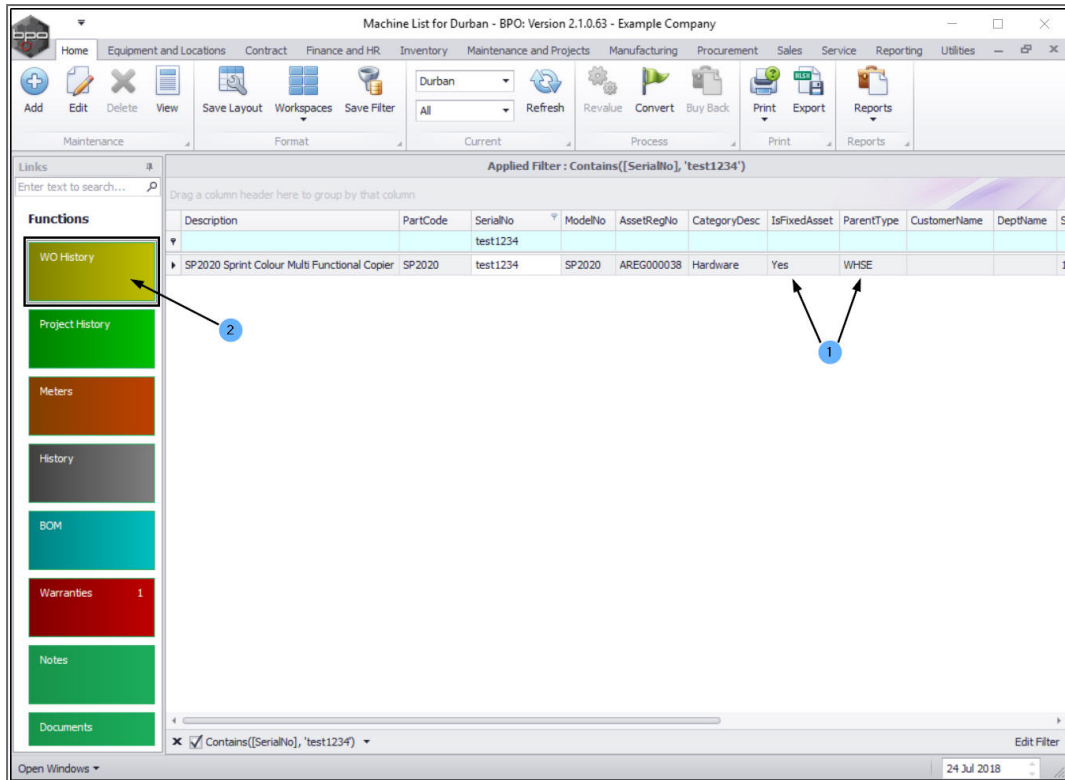 Machine List for Durban - BPO: Version 2.1.0.63 - Example Company
bpo
Home Equipment and Locations Contract Finance and HR Inventory Maintenance and Projects Manufacturing Procurement Sales Service Reporting Utilities
Durban
All
Add Edit Delete View Save Layout Workspaces Save Filter Refresh Revalue Convert Buy Back Print Export Reports
Maintenance Format Current Process Print Reports
Links
Applied Filter : Contains([SerialNo], 'test1234')
Enter text to search...
Drag a column header here to group by that column
Functions
Description PartCode SerialNo ModelNo AssetRegNo CategoryDesc IsFixedAsset ParentType CustomerName DeptName S
test1234
SP2020 Sprint Colour Multi Functional Copier SP2020 test1234 SP2020 AREG000038 Hardware Yes WHSE 1
WO History
2
1
Project History
Meters
History
BOM
Warranties 1
Notes
Documents
Contains([SerialNo], 'test1234') Edit Filter
Open Windows 24 Jul 2018